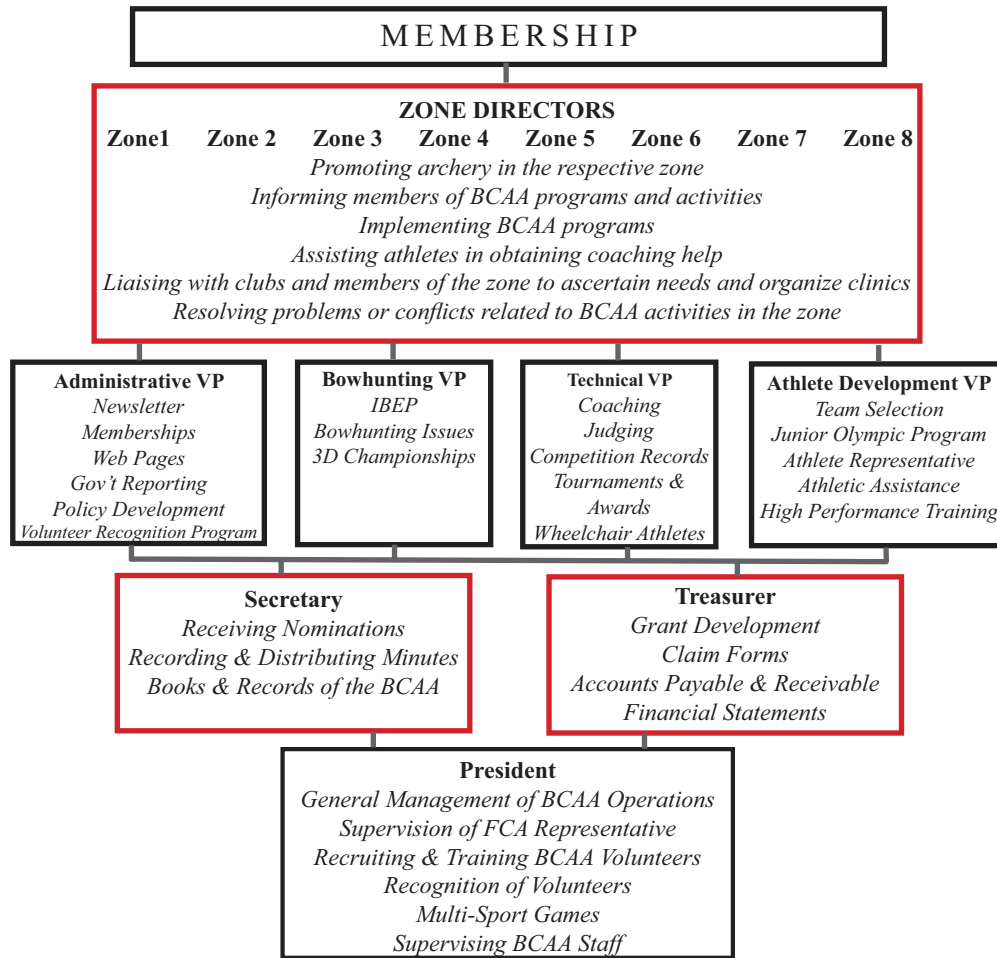 MEMBERSHIP
ZONE DIRECTORS
Zone1 Zone 2 Zone 3 Zone 4 Zone 5 Zone 6 Zone 7 Zone 8
Promoting archery in the respective zone
Informing members of BCAA programs and activities
Implementing BCAA programs
Assisting athletes in obtaining coaching help
Liaising with clubs and members of the zone to ascertain needs and organize clinics
Resolving problems or conflicts related to BCAA activities in the zone
Administrative VP
Newsletter
Memberships
Web Pages
Gov't Reporting
Policy Development
Volunteer Recognition Program
Bowhunting VP
IBEP
Bowhunting Issues
3D Championships
Technical VP
Coaching
Judging
Competition Records
Tournaments &
Awards
Wheelchair Athletes
Athlete Development VP
Team Selection
Junior Olympic Program
Athlete Representative
Athletic Assistance
High Performance Training
Secretary
Receiving Nominations
Recording & Distributing Minutes
Books & Records of the BCAA
Treasurer
Grant Development
Claim Forms
Accounts Payable & Receivable
Financial Statements
President
General Management of BCAA Operations
Supervision of FCA Representative
Recruiting & Training BCAA Volunteers
Recognition of Volunteers
Multi-Sport Games
Supervising BCAA Staff